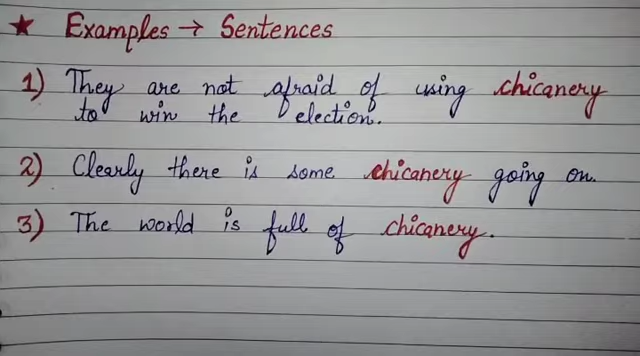 ★ Examples → Sentences
1) They are not afraid of using chicanery
to win the election.
2) Clearly there is some chicanery going on.
3) The world is full of chicanery.